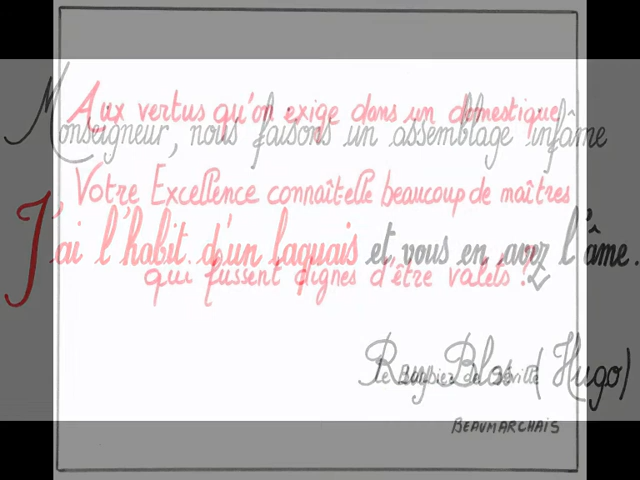 Aux vertus qu'on exige dans un domestique
Monseigneur, nous faisons un assemblage infâme
, Votre Excellence connaît-elle beaucoup de maîtres
J'ai l'habit d'un laquais et vous en avez l'âme.
qui fussent dignes d'être valets ?
Ruy Blas (Hugo)
Le Barbier de Séville
BEAUMARCHAIS